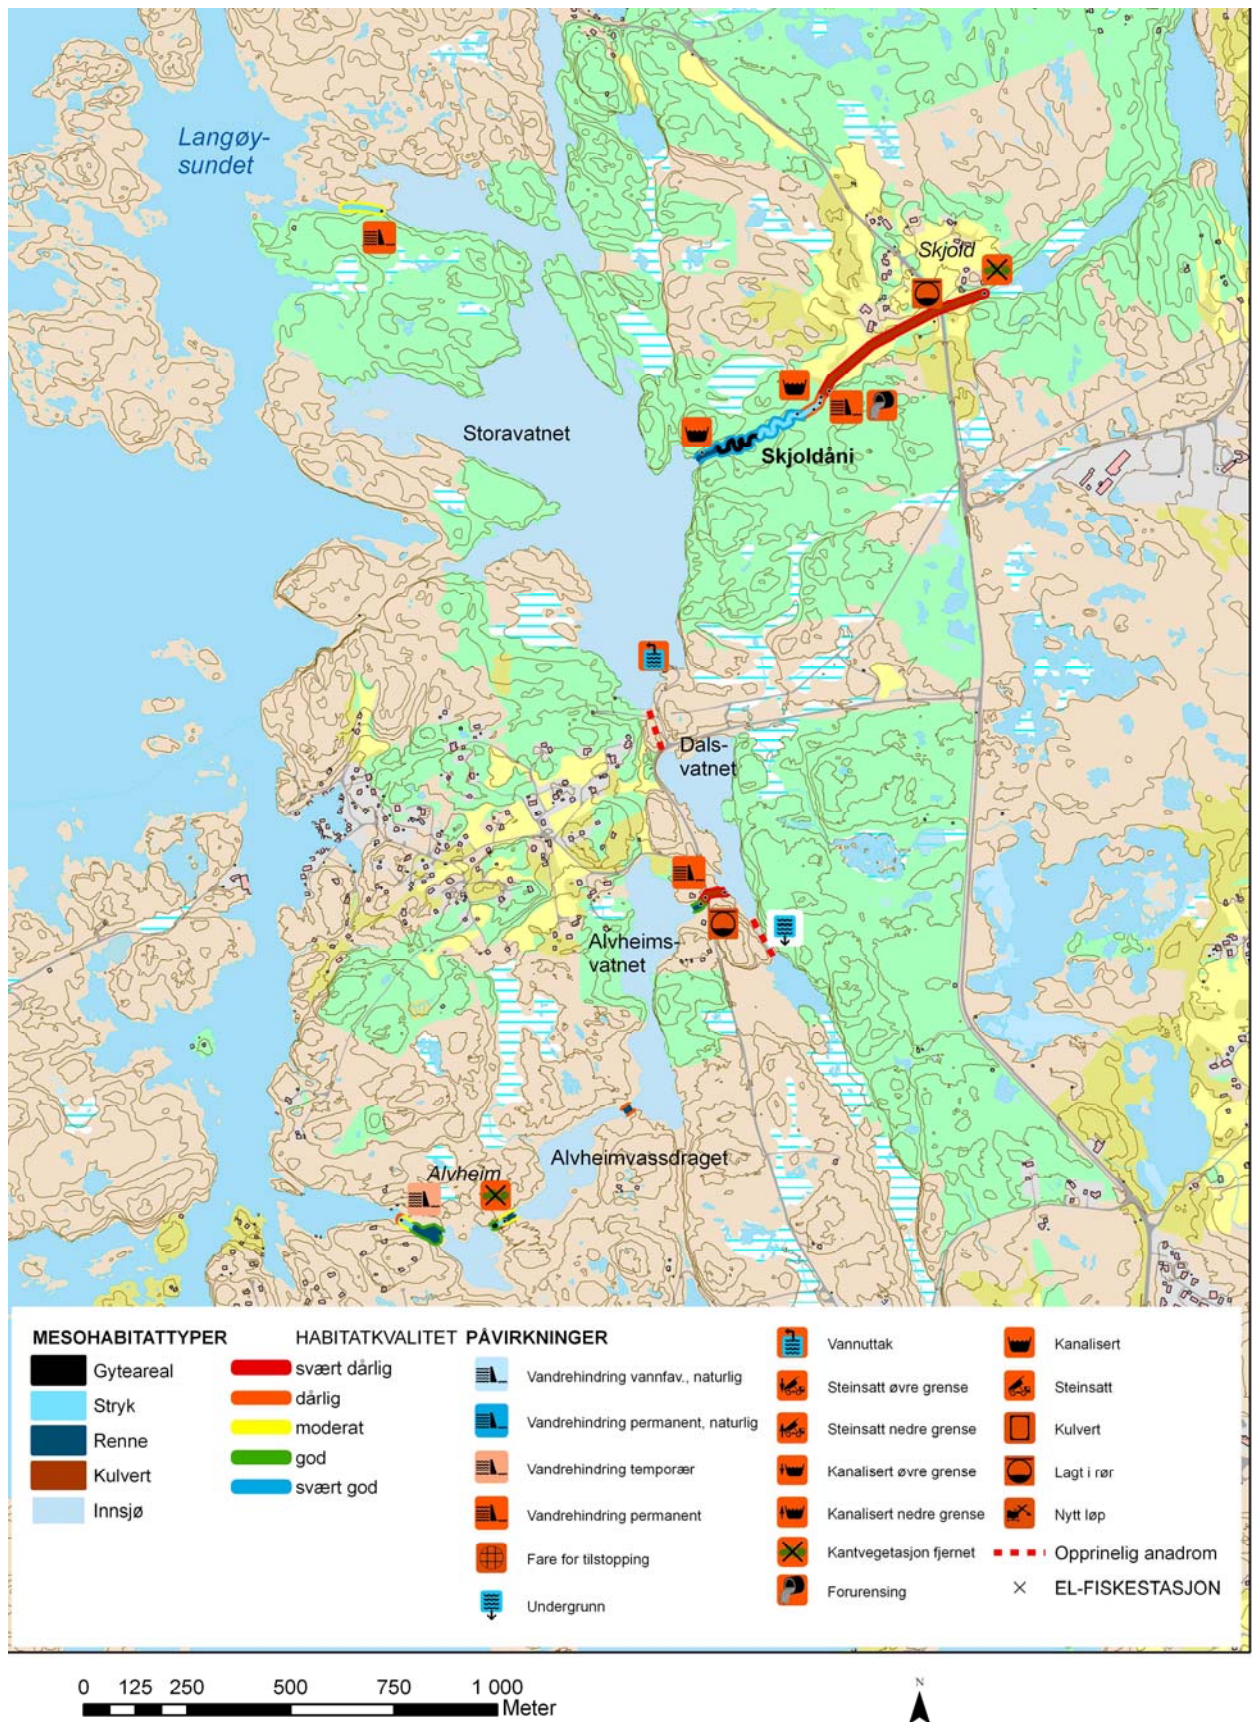 Langøy-
sundet
Skjold
Storavatnet
Skjoldåni
Dals-
vatnet
Alvheims-
vatnet
Alvheimvassdraget
Alvheim
MESOHABITATTYPER
Gyteareal
Stryk
Renne
Kulvert
Innsjø
HABITATKVALITET
svært dårlig
dårlig
moderat
god
svært god
PÅVIRKNINGER
Vandrehindring vannfav., naturlig
Vandrehindring permanent, naturlig
Vandrehindring temporær
Vandrehindring permanent
Fare for tilstopping
Undergrunn
Vannuttak
Steinsatt øvre grense
Steinsatt nedre grense
Kanalisert øvre grense
Kanalisert nedre grense
Kantvegetasjon fjernet
Forurensing
Kanalisert
Steinsatt
Kulvert
Lagt i rør
Nytt løp
Opprinelig anadrom
EL-FISKESTASJON
0 125 250 500 750 1 000
Meter
N